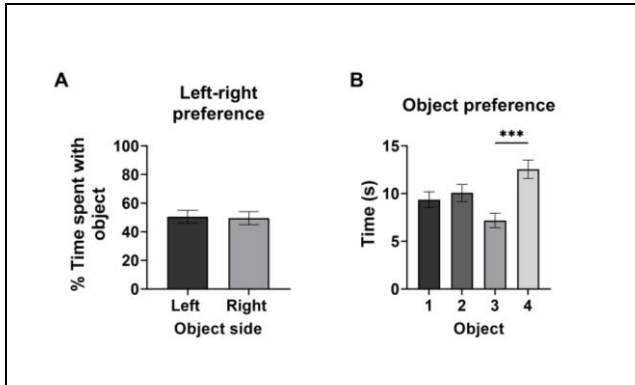 A
Left-right
preference
% Time spent with
object
100
80
60
40
20
0
Left Right
Object side
B
Object preference
***
Time (s)
15
10
5
0
1 2 3 4
Object